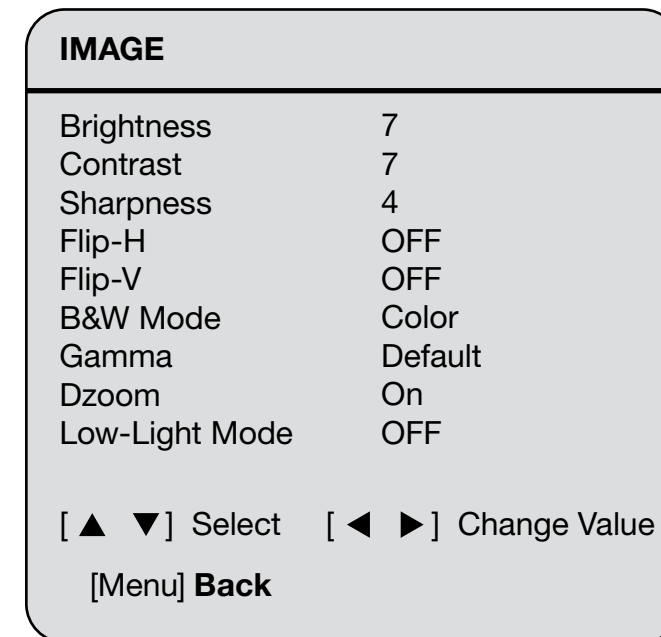 IMAGE
Brightness 7
Contrast 7
Sharpness 4
Flip-H OFF
Flip-V OFF
B&W Mode Color
Gamma Default
Dzoom On
Low-Light Mode OFF
[ ▲ ▼ ] Select [ ◀ ▶ ] Change Value
[Menu] Back